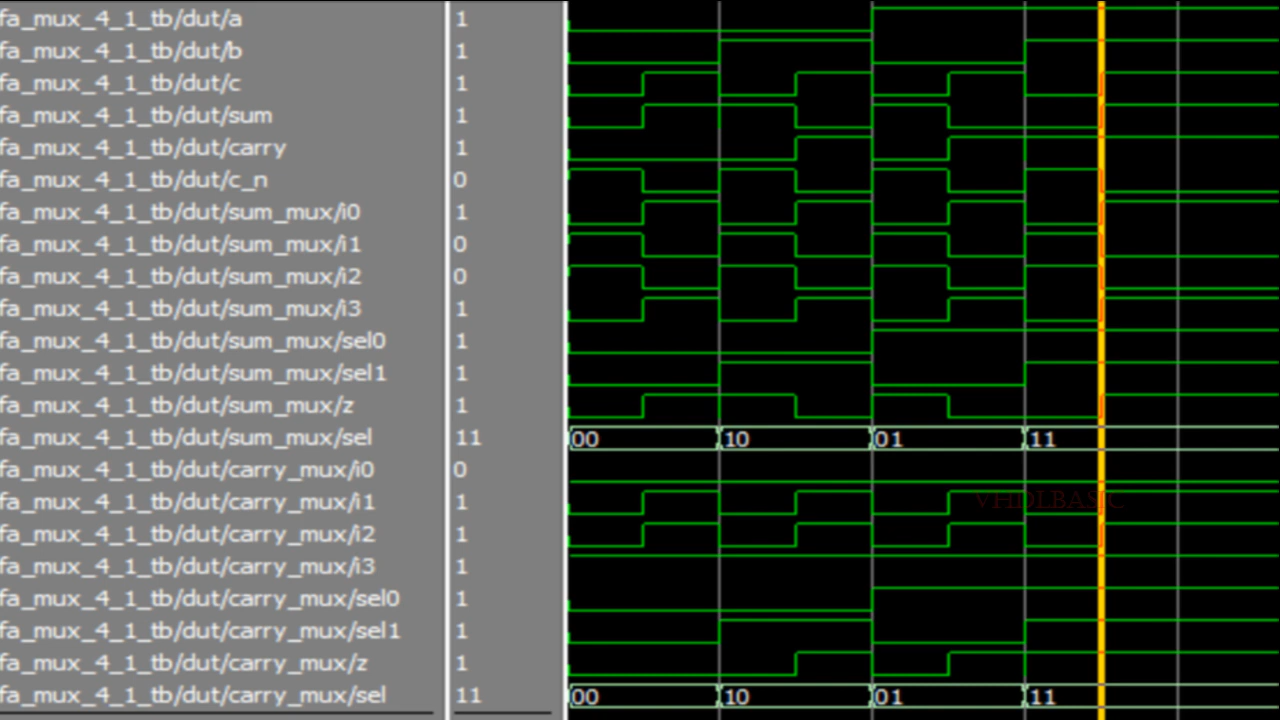 fa_mux_4_1_tb/dut/a 1
fa_mux_4_1_tb/dut/b 1
fa_mux_4_1_tb/dut/c 1
fa_mux_4_1_tb/dut/sum 1
fa_mux_4_1_tb/dut/carry 1
fa_mux_4_1_tb/dut/c_n 0
fa_mux_4_1_tb/dut/sum_mux/i0 1
fa_mux_4_1_tb/dut/sum_mux/i1 0
fa_mux_4_1_tb/dut/sum_mux/i2 0
fa_mux_4_1_tb/dut/sum_mux/i3 1
fa_mux_4_1_tb/dut/sum_mux/sel0 1
fa_mux_4_1_tb/dut/sum_mux/sel1 1
fa_mux_4_1_tb/dut/sum_mux/z 1
fa_mux_4_1_tb/dut/sum_mux/sel 11 00 10 01 11
fa_mux_4_1_tb/dut/carry_mux/i0 0
fa_mux_4_1_tb/dut/carry_mux/i1 1
VHDLBASIC
fa_mux_4_1_tb/dut/carry_mux/i2 1
fa_mux_4_1_tb/dut/carry_mux/i3 1
fa_mux_4_1_tb/dut/carry_mux/sel0 1
fa_mux_4_1_tb/dut/carry_mux/sel1 1
fa_mux_4_1_tb/dut/carry_mux/z 1
fa_mux_4_1_tb/dut/carry_mux/sel 11 00 10 01 11